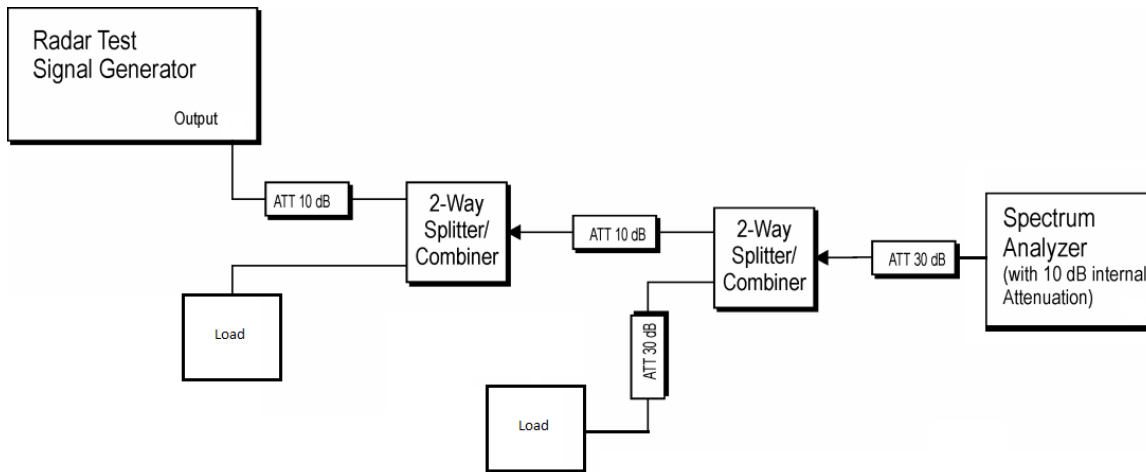 Radar Test
Signal Generator
Output
ATT 10 dB
2-Way
Splitter/
Combiner
ATT 10 dB
2-Way
Splitter/
Combiner
ATT 30 dB
Spectrum
Analyzer
(with 10 dB internal
Attenuation)
Load
ATT 30 dB
Load